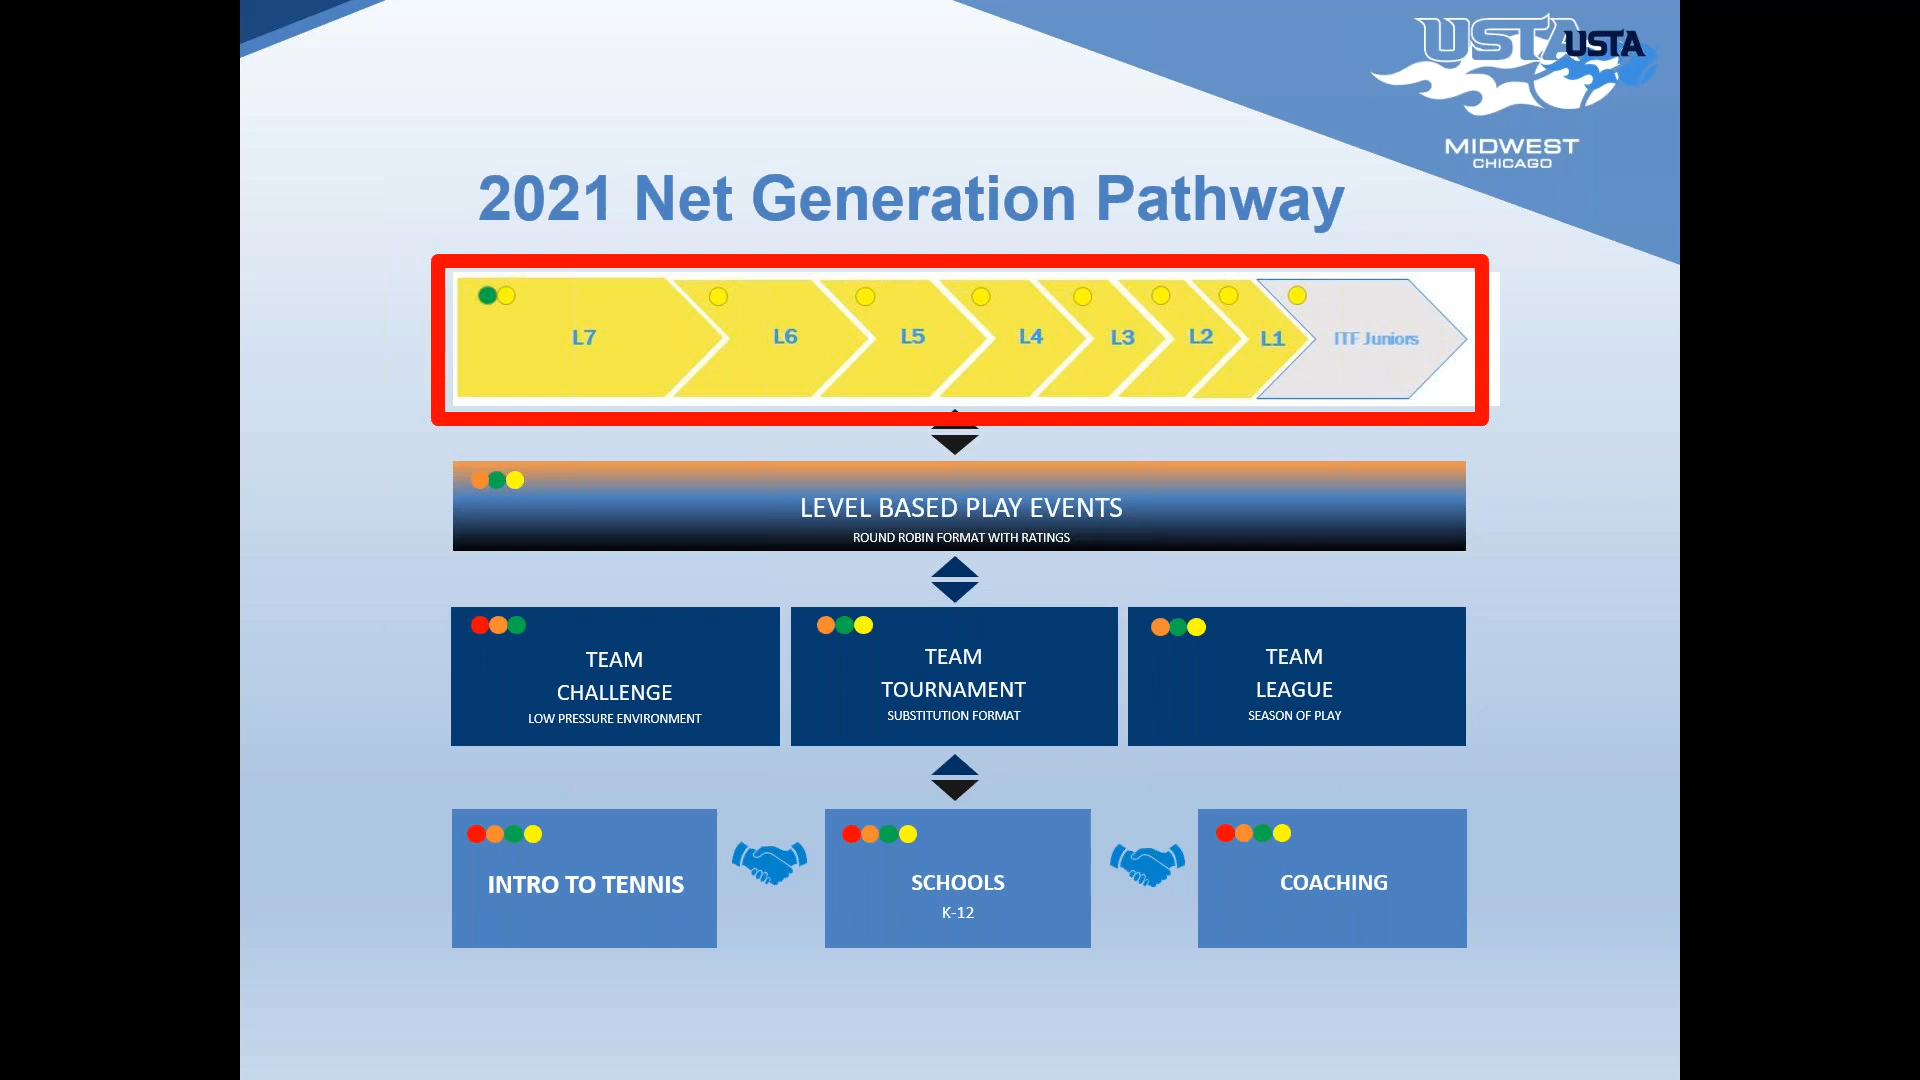 USTA
USTA
MIDWEST
CHICAGO
2021 Net Generation Pathway
L7
L6
L5
L4
L3
L2
L1
ITF Juniors
LEVEL BASED PLAY EVENTS
ROUND ROBIN FORMAT WITH RATINGS
TEAM
CHALLENGE
LOW PRESSURE ENVIRONMENT
TEAM
TOURNAMENT
SUBSTITUTION FORMAT
TEAM
LEAGUE
SEASON OF PLAY
INTRO TO TENNIS
SCHOOLS
K-12
COACHING